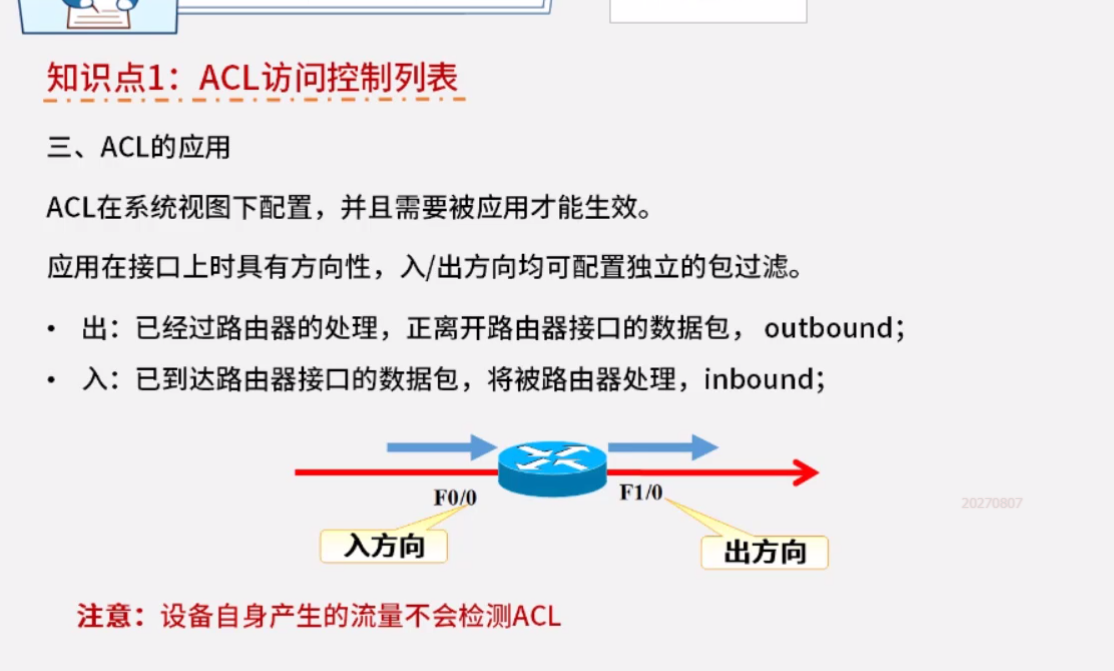 知识点1：ACL访问控制列表
三、ACL的应用
ACL在系统视图下配置，并且需要被应用才能生效。
应用在接口上时具有方向性，入/出方向均可配置独立的包过滤。
• 出：已经过路由器的处理，正离开路由器接口的数据包， outbound；
• 入：已到达路由器接口的数据包，将被路由器处理，inbound；
F0/0
F1/0
20270807
入方向
出方向
注意：设备自身产生的流量不会检测ACL